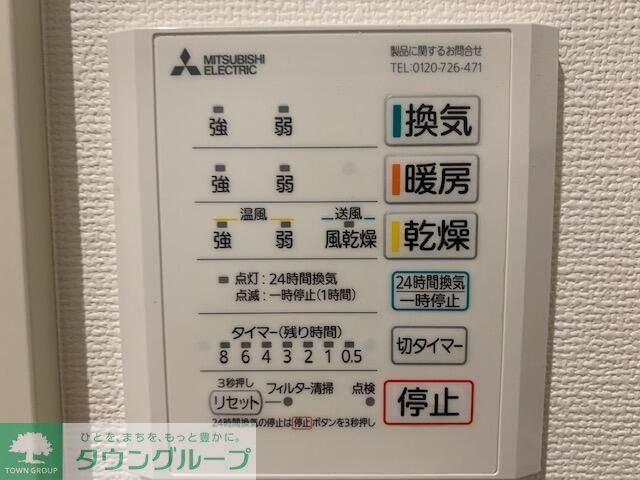 MITSUBISHI
ELECTRIC
製品に関するお問合せ
TEL:0120-726-471
強 弱 換気
強 弱 暖房
温風 送風
強 弱 風乾燥 乾燥
点灯:24時間換気
点滅:一時停止(1時間)
24時間換気
一時停止
タイマー(残り時間)
8 6 4 3 2 1 0.5
切タイマー
3秒押し
リセット フィルター清掃 点検
停止
24時間換気の停止は停止ボタンを3秒押し
ひとを、まちを、もっと豊かに。
TOWN GROUP
タウングループ